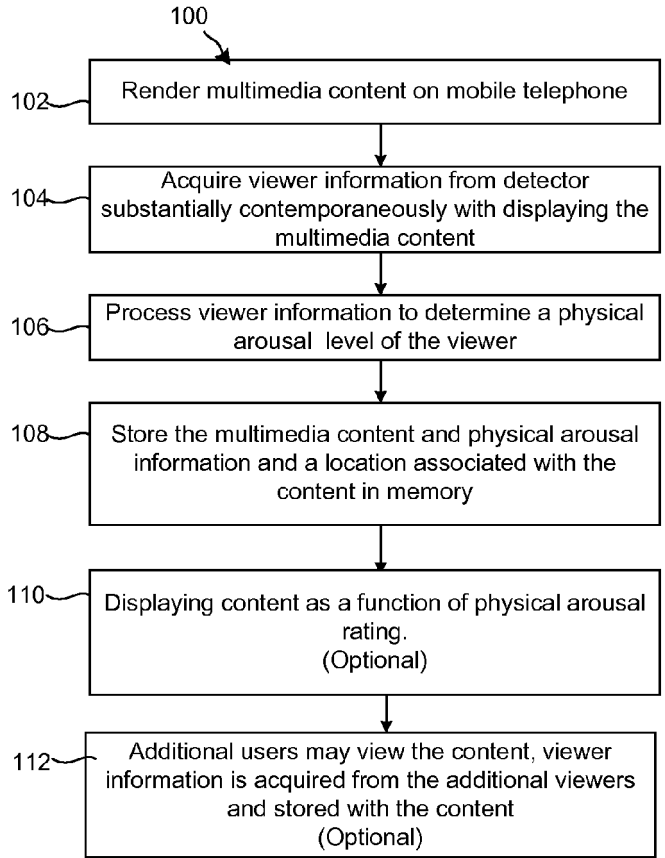 100
102
Render multimedia content on mobile telephone
104
Acquire viewer information from detector
substantially contemporaneously with displaying the
multimedia content
106
Process viewer information to determine a physical
arousal level of the viewer
108
Store the multimedia content and physical arousal
information and a location associated with the
content in memory
110
Displaying content as a function of physical arousal
rating.
(Optional)
112
Additional users may view the content, viewer
information is acquired from the additional viewers
and stored with the content
(Optional)